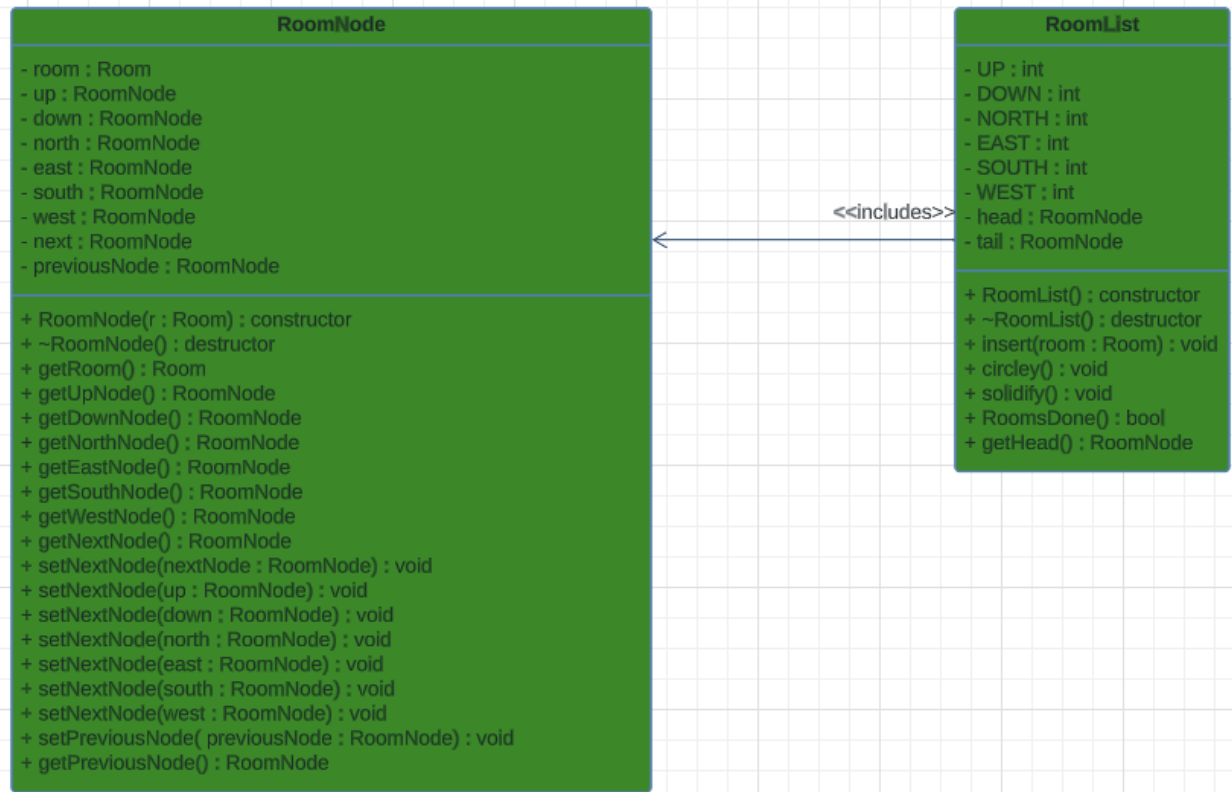 RoomNode
- room : Room
- up : RoomNode
- down : RoomNode
- north : RoomNode
- east : RoomNode
- south : RoomNode
- west : RoomNode
- next : RoomNode
- previousNode : RoomNode
+ RoomNode(r : Room) : constructor
+ ~RoomNode() : destructor
+ getRoom() : Room
+ getUpNode() : RoomNode
+ getDownNode() : RoomNode
+ getNorthNode() : RoomNode
+ getEastNode() : RoomNode
+ getSouthNode() : RoomNode
+ getWestNode() : RoomNode
+ getNextNode() : RoomNode
+ setNextNode(nextNode : RoomNode) : void
+ setNextNode(up : RoomNode) : void
+ setNextNode(down : RoomNode) : void
+ setNextNode(north : RoomNode) : void
+ setNextNode(east : RoomNode) : void
+ setNextNode(south : RoomNode) : void
+ setNextNode(west : RoomNode) : void
+ setPreviousNode( previousNode : RoomNode) : void
+ getPreviousNode() : RoomNode
<<includes>>
RoomList
- UP : int
- DOWN : int
- NORTH : int
- EAST : int
- SOUTH : int
- WEST : int
- head : RoomNode
- tail : RoomNode
+ RoomList() : constructor
+ ~RoomList() : destructor
+ insert(room : Room) : void
+ circley() : void
+ solidify() : void
+ RoomsDone() : bool
+ getHead() : RoomNode